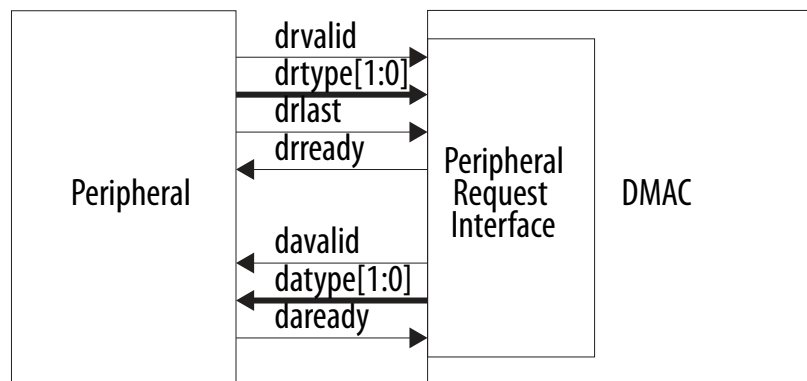 drvalid
drtype[1:0]
drlast
drready
Peripheral
Peripheral
Request
Interface
DMAC
davalid
datype[1:0]
daready